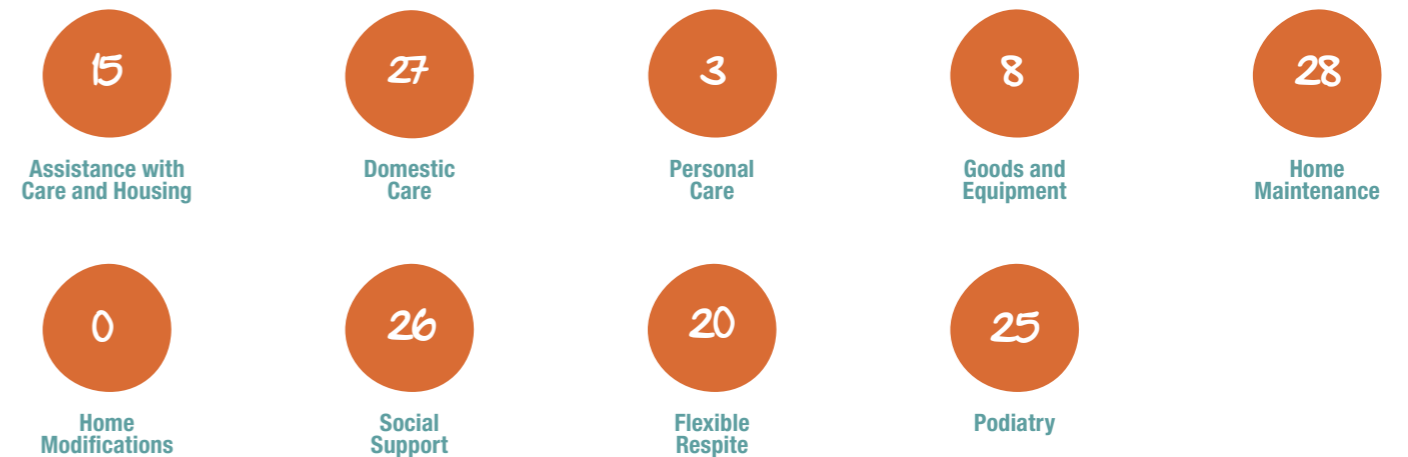 15
27
3
8
28
Assistance with
Care and Housing
Domestic
Care
Personal
Care
Goods and
Equipment
Home
Maintenance
0
26
20
25
Home
Modifications
Social
Support
Flexible
Respite
Podiatry